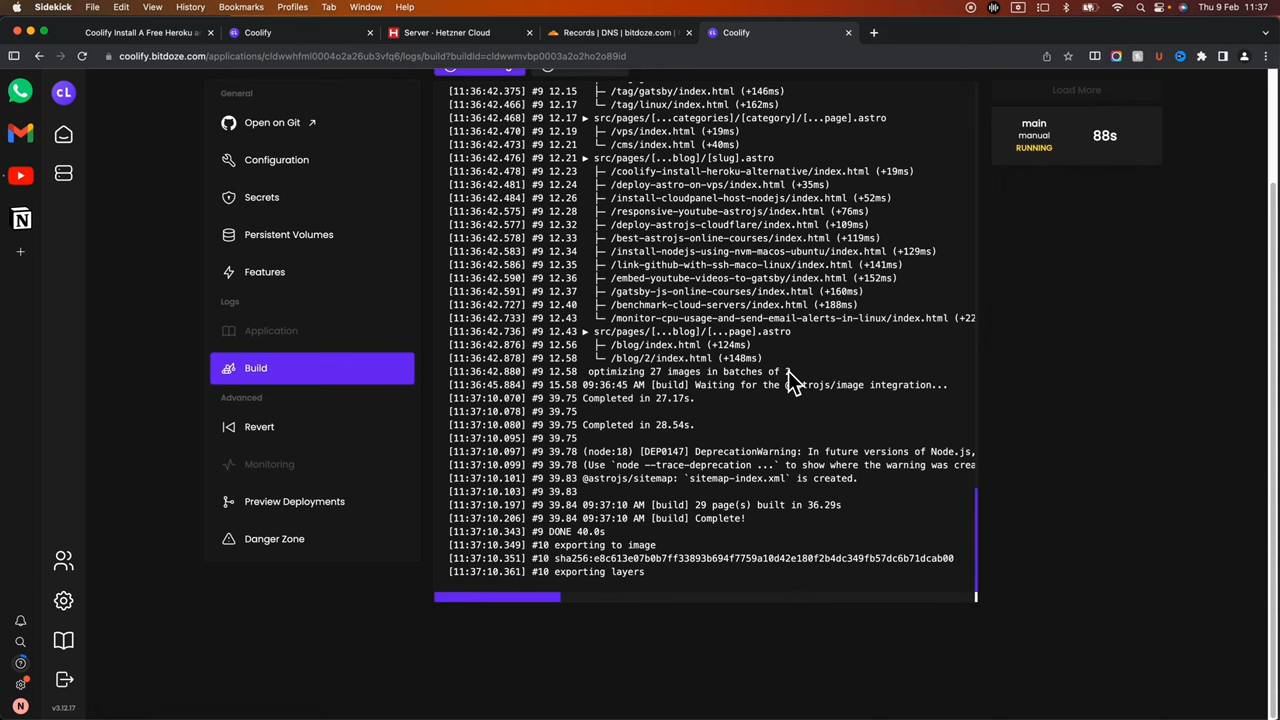 Sidekick File Edit View History Bookmarks Profiles Tab Window Help Thu 9 Feb 11:37
Coolify Install A Free Heroku a Coolify Server · Hetzner Cloud Records | DNS | bitdoze.com Coolify
coolify.bitdoze.com/applications/cldwwhfml0004o2a26ub3vfq6/logs/build?buildId=cldwwhdmvbp0003a2o2ho2o89id
CL
General
Open on Git
Configuration
Secrets
Persistent Volumes
Features
Logs
Application
Build
Advanced
Revert
Monitoring
Preview Deployments
Danger Zone
N
v3.12.17
[11:36:42.375] #9 12.15 ├─ /tag/gatsby/index.html (+146ms)
[11:36:42.466] #9 12.17 └─ /tag/linux/index.html (+162ms)
[11:36:42.468] #9 12.17 ▶ src/pages/[...categories]/[category]/[...page].astro
[11:36:42.470] #9 12.19 ├─ /vps/index.html (+19ms)
[11:36:42.473] #9 12.21 └─ /cms/index.html (+40ms)
[11:36:42.476] #9 12.21 ▶ src/pages/[...blog]/[slug].astro
[11:36:42.478] #9 12.23 ├─ /coolify-install-heroku-alternative/index.html (+19ms)
[11:36:42.481] #9 12.24 ├─ /deploy-astro-on-vps/index.html (+35ms)
[11:36:42.484] #9 12.26 ├─ /install-cloudpanel-host-nodejs/index.html (+52ms)
[11:36:42.575] #9 12.28 ├─ /responsive-youtube-astrojs/index.html (+76ms)
[11:36:42.577] #9 12.32 ├─ /deploy-astrojs-cloudflare/index.html (+109ms)
[11:36:42.578] #9 12.33 ├─ /best-astrojs-online-courses/index.html (+119ms)
[11:36:42.583] #9 12.34 ├─ /install-nodejs-using-nvm-macos-ubuntu/index.html (+129ms)
[11:36:42.586] #9 12.35 ├─ /link-github-with-ssh-maco-linux/index.html (+141ms)
[11:36:42.590] #9 12.36 ├─ /embed-youtube-videos-to-gatsby/index.html (+152ms)
[11:36:42.591] #9 12.37 ├─ /gatsby-js-online-courses/index.html (+160ms)
[11:36:42.727] #9 12.40 ├─ /benchmark-cloud-servers/index.html (+188ms)
[11:36:42.733] #9 12.43 └─ /monitor-cpu-usage-and-send-email-alerts-in-linux/index.html (+22
[11:36:42.736] #9 12.43 ▶ src/pages/[...blog]/[...page].astro
[11:36:42.876] #9 12.56 ├─ /blog/index.html (+124ms)
[11:36:42.878] #9 12.58 └─ /blog/2/index.html (+148ms)
[11:36:42.880] #9 12.58 optimizing 27 images in batches of
[11:36:45.884] #9 15.58 09:36:45 AM [build] Waiting for the trojs/image integration...
[11:37:10.070] #9 39.75 Completed in 27.17s.
[11:37:10.078] #9 39.75
[11:37:10.080] #9 39.75 Completed in 28.54s.
[11:37:10.095] #9 39.75
[11:37:10.097] #9 39.78 (node:18) [DEP0147] DeprecationWarning: In future versions of Node.js,
[11:37:10.099] #9 39.78 (Use `node --trace-deprecation ...` to show where the warning was crea
[11:37:10.101] #9 39.83 @astrojs/sitemap: `sitemap-index.xml` is created.
[11:37:10.103] #9 39.83
[11:37:10.197] #9 39.84 09:37:10 AM [build] 29 page(s) built in 36.29s
[11:37:10.206] #9 39.84 09:37:10 AM [build] Complete!
[11:37:10.343] #9 DONE 40.0s
[11:37:10.349] #10 exporting to image
[11:37:10.351] #10 sha256:e8c613e07b0b7ff33893b694f7759a10d42e180f2b4dc349fb57dc6b71dcab00
[11:37:10.361] #10 exporting layers
Load More
main
manual
RUNNING
88s